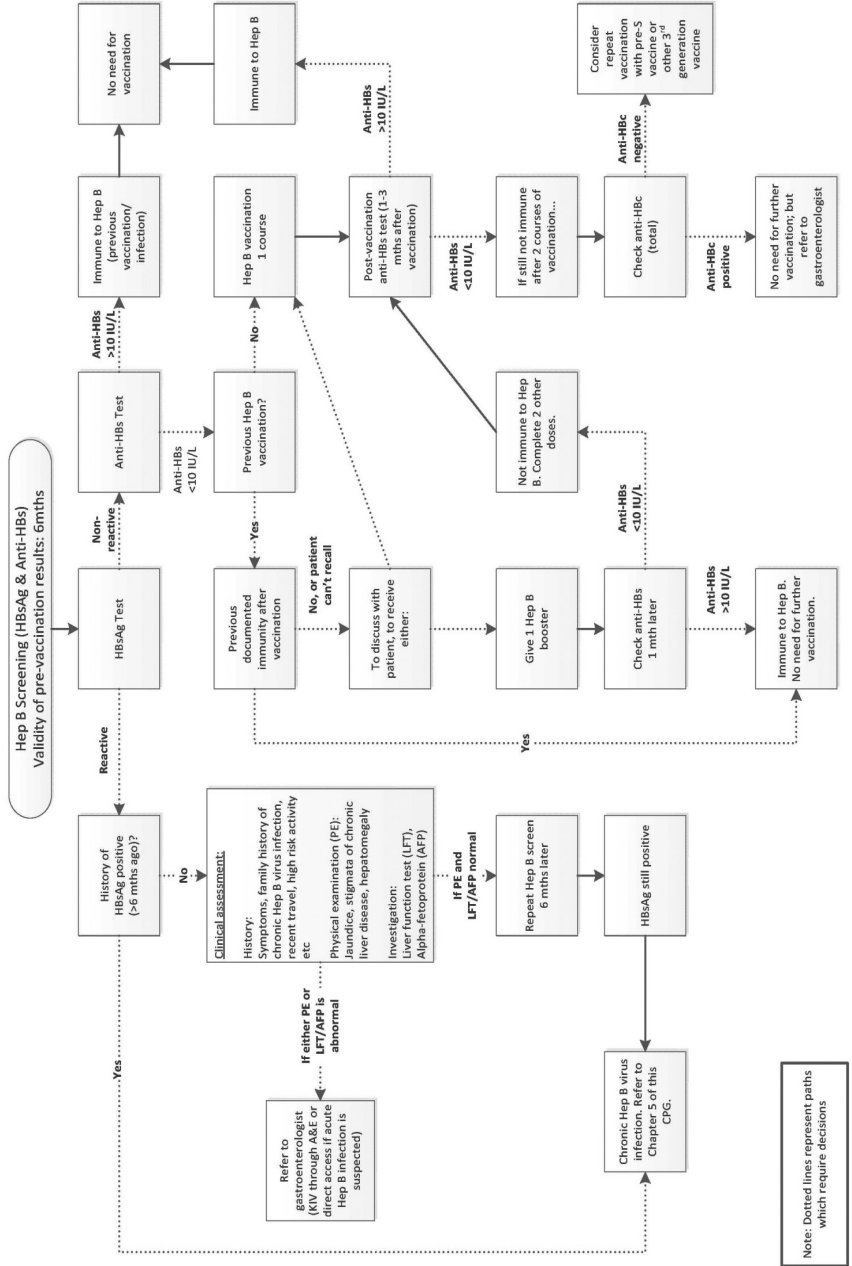 Hep B Screening (HBsAg & Anti-HBs)
Validity of pre-vaccination results: 6mths
HBsAg Test
Reactive
Non-
reactive
History of
HBsAg positive
(>6 mths ago)?
Yes
No
Clinical assessment:
History:
Symptoms, family history of
chronic Hep B virus infection,
recent travel, high risk activity
etc
Physical examination (PE):
Jaundice, stigmata of chronic
liver disease, hepatomegaly
Investigation:
Liver function test (LFT),
Alpha-fetoprotein (AFP)
If either PE or
LFT/AFP is
abnormal
Refer to
gastroenterologist
(KIV through A&E or
direct access if acute
Hep B infection is
suspected)
If PE and
LFT/AFP normal
Repeat Hep B screen
6 mths later
HBsAg still positive
Chronic Hep B virus
infection. Refer to
Chapter 5 of this
CPG.
Anti-HBs Test
Anti-HBs
>10 IU/L
Immune to Hep B
(previous
vaccination/
infection)
No need for
vaccination
Anti-HBs
<10 IU/L
Previous Hep B
vaccination?
Yes
No
Previous
documented
immunity after
vaccination
Yes
No, or patient
can't recall
To discuss with
patient, to receive
either:
Give 1 Hep B
booster
Check anti-HBs
1 mth later
Anti-HBs
>10 IU/L
Immune to Hep B.
No need for further
vaccination.
Anti-HBs
<10 IU/L
Not immune to Hep
B. Complete 2 other
doses.
Hep B vaccination
1 course
Post-vaccination
anti-HBs test (1-3
mths after
vaccination)
Anti-HBs
>10 IU/L
Immune to Hep B
Anti-HBs
<10 IU/L
If still not immune
after 2 courses of
vaccination...
Check anti-HBc
(total)
Anti-HBc
negative
Consider
repeat
vaccination
with pre-S
vaccine or
other 3rd
generation
vaccine
Anti-HBc
positive
No need for further
vaccination; but
refer to
gastroenterologist
Note: Dotted lines represent paths
which require decisions